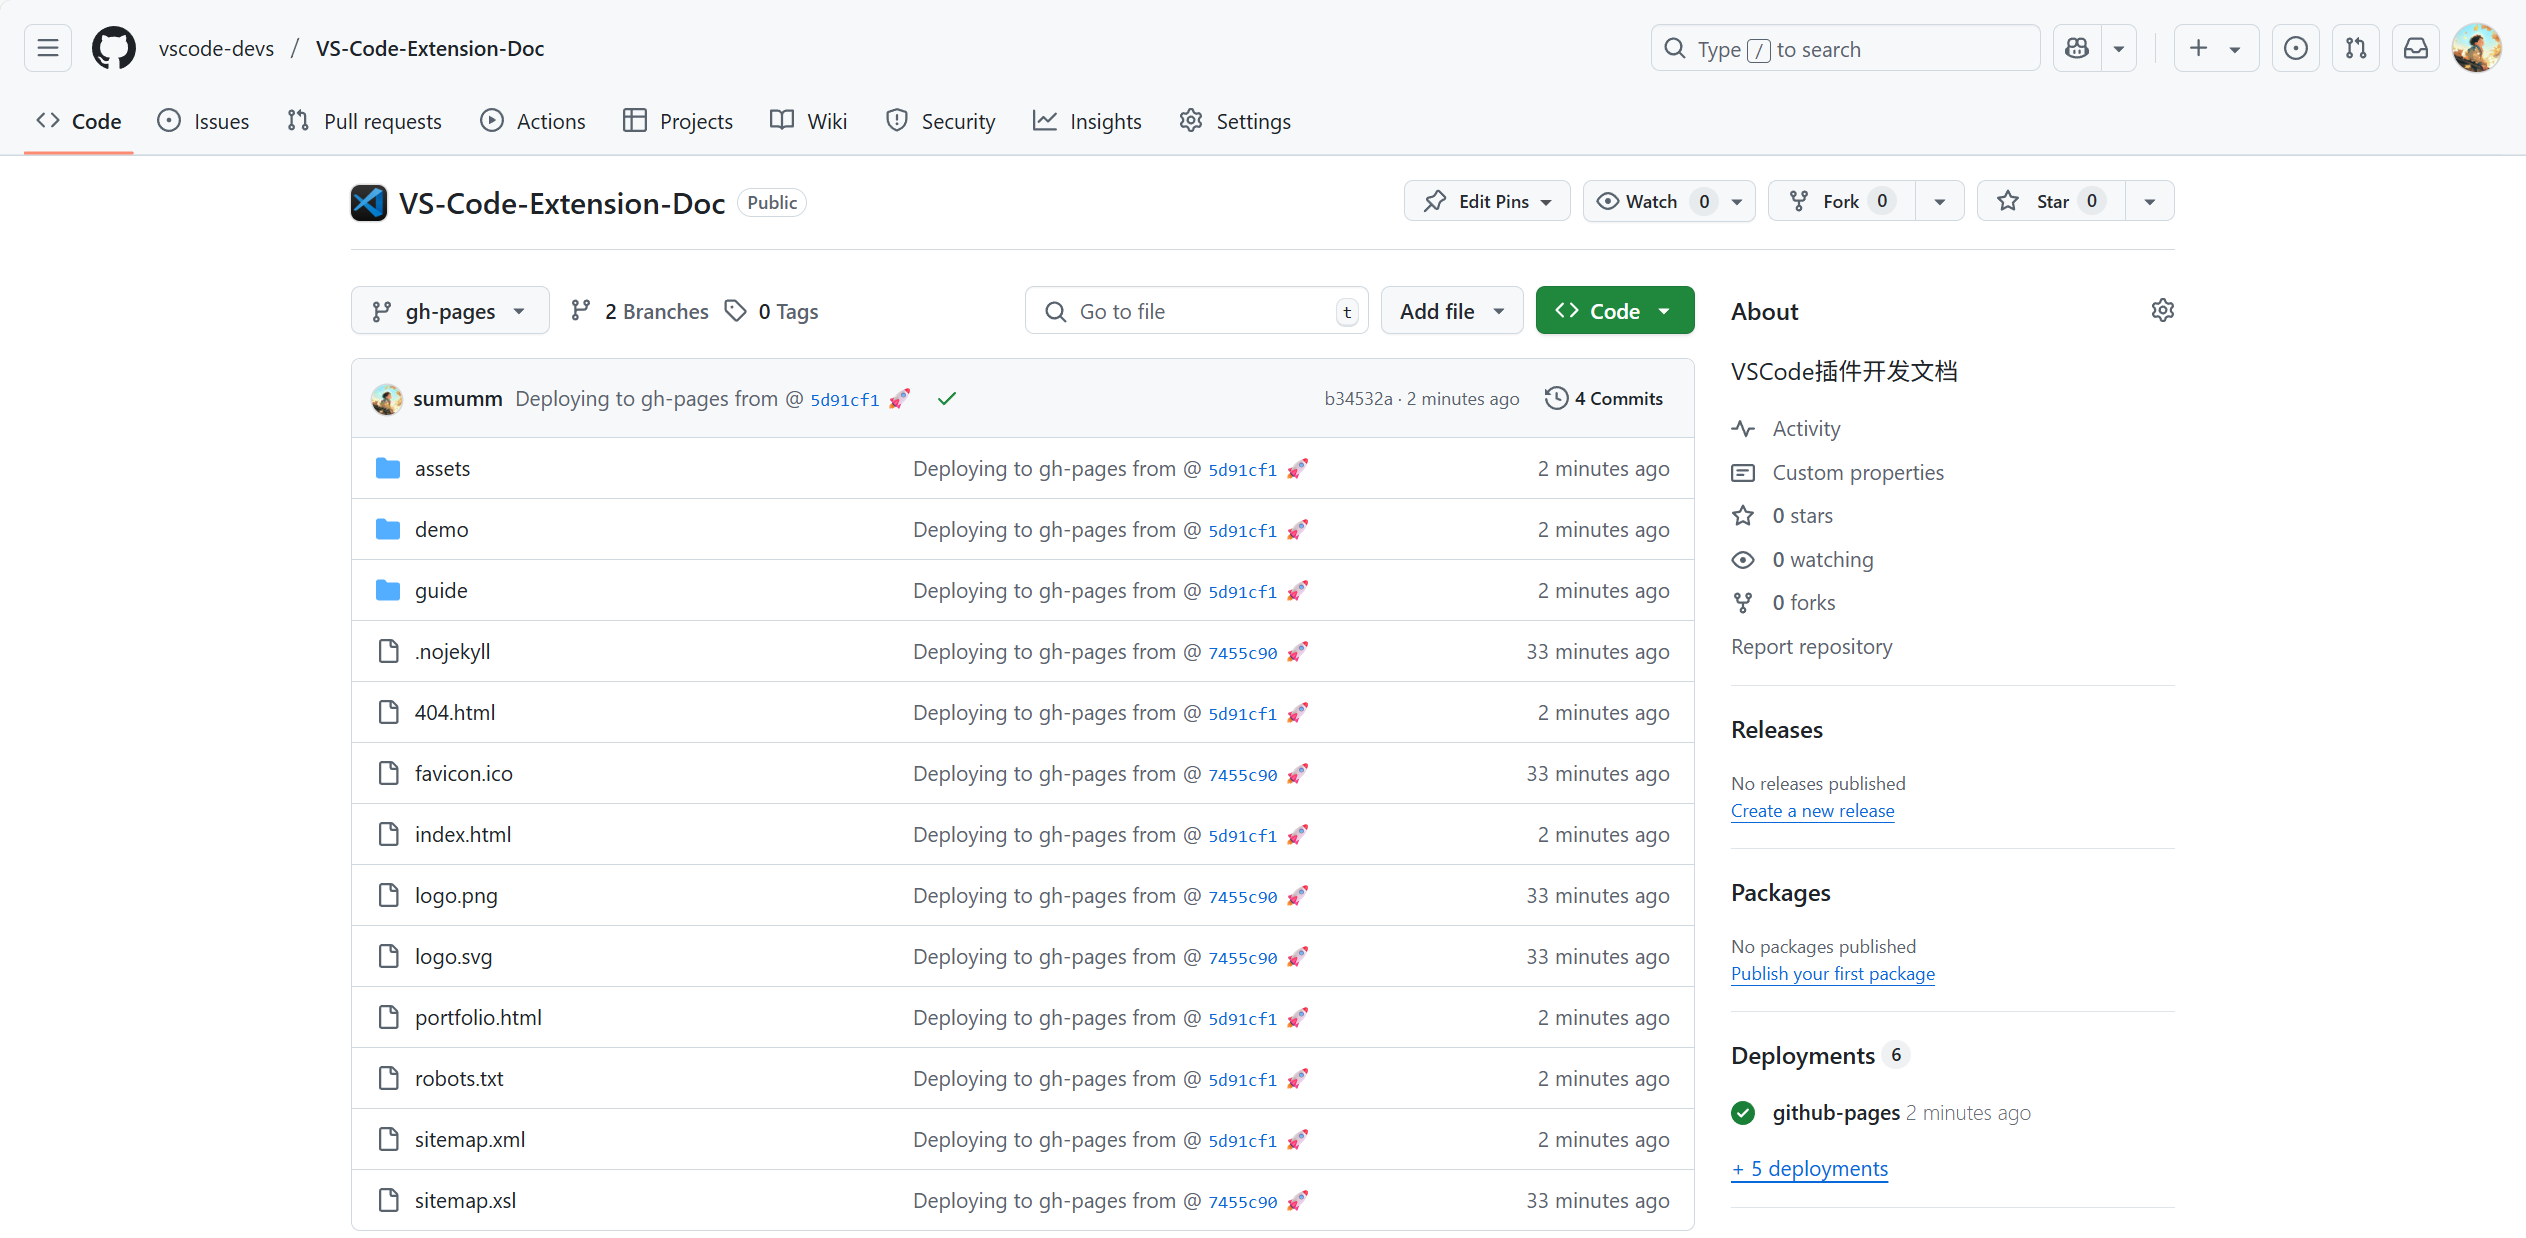 vscode-devs / VS-Code-Extension-Doc
Type / to search
Code Issues Pull requests Actions Projects Wiki Security Insights Settings
VS-Code-Extension-Doc Public
Edit Pins Watch 0 Fork 0 Star 0
gh-pages 2 Branches 0 Tags Go to file t Add file Code
sumumm Deploying to gh-pages from @ 5d91cf1 🚀 b34532a · 2 minutes ago 4 Commits
assets Deploying to gh-pages from @ 5d91cf1 🚀 2 minutes ago
demo Deploying to gh-pages from @ 5d91cf1 🚀 2 minutes ago
guide Deploying to gh-pages from @ 5d91cf1 🚀 2 minutes ago
.nojekyll Deploying to gh-pages from @ 7455c90 🚀 33 minutes ago
404.html Deploying to gh-pages from @ 5d91cf1 🚀 2 minutes ago
favicon.ico Deploying to gh-pages from @ 7455c90 🚀 33 minutes ago
index.html Deploying to gh-pages from @ 5d91cf1 🚀 2 minutes ago
logo.png Deploying to gh-pages from @ 7455c90 🚀 33 minutes ago
logo.svg Deploying to gh-pages from @ 7455c90 🚀 33 minutes ago
portfolio.html Deploying to gh-pages from @ 5d91cf1 🚀 2 minutes ago
robots.txt Deploying to gh-pages from @ 5d91cf1 🚀 2 minutes ago
sitemap.xml Deploying to gh-pages from @ 5d91cf1 🚀 2 minutes ago
sitemap.xsl Deploying to gh-pages from @ 7455c90 🚀 33 minutes ago
About
VSCode插件开发文档
Activity
Custom properties
0 stars
0 watching
0 forks
Report repository
Releases
No releases published
Create a new release
Packages
No packages published
Publish your first package
Deployments 6
github-pages 2 minutes ago
+ 5 deployments